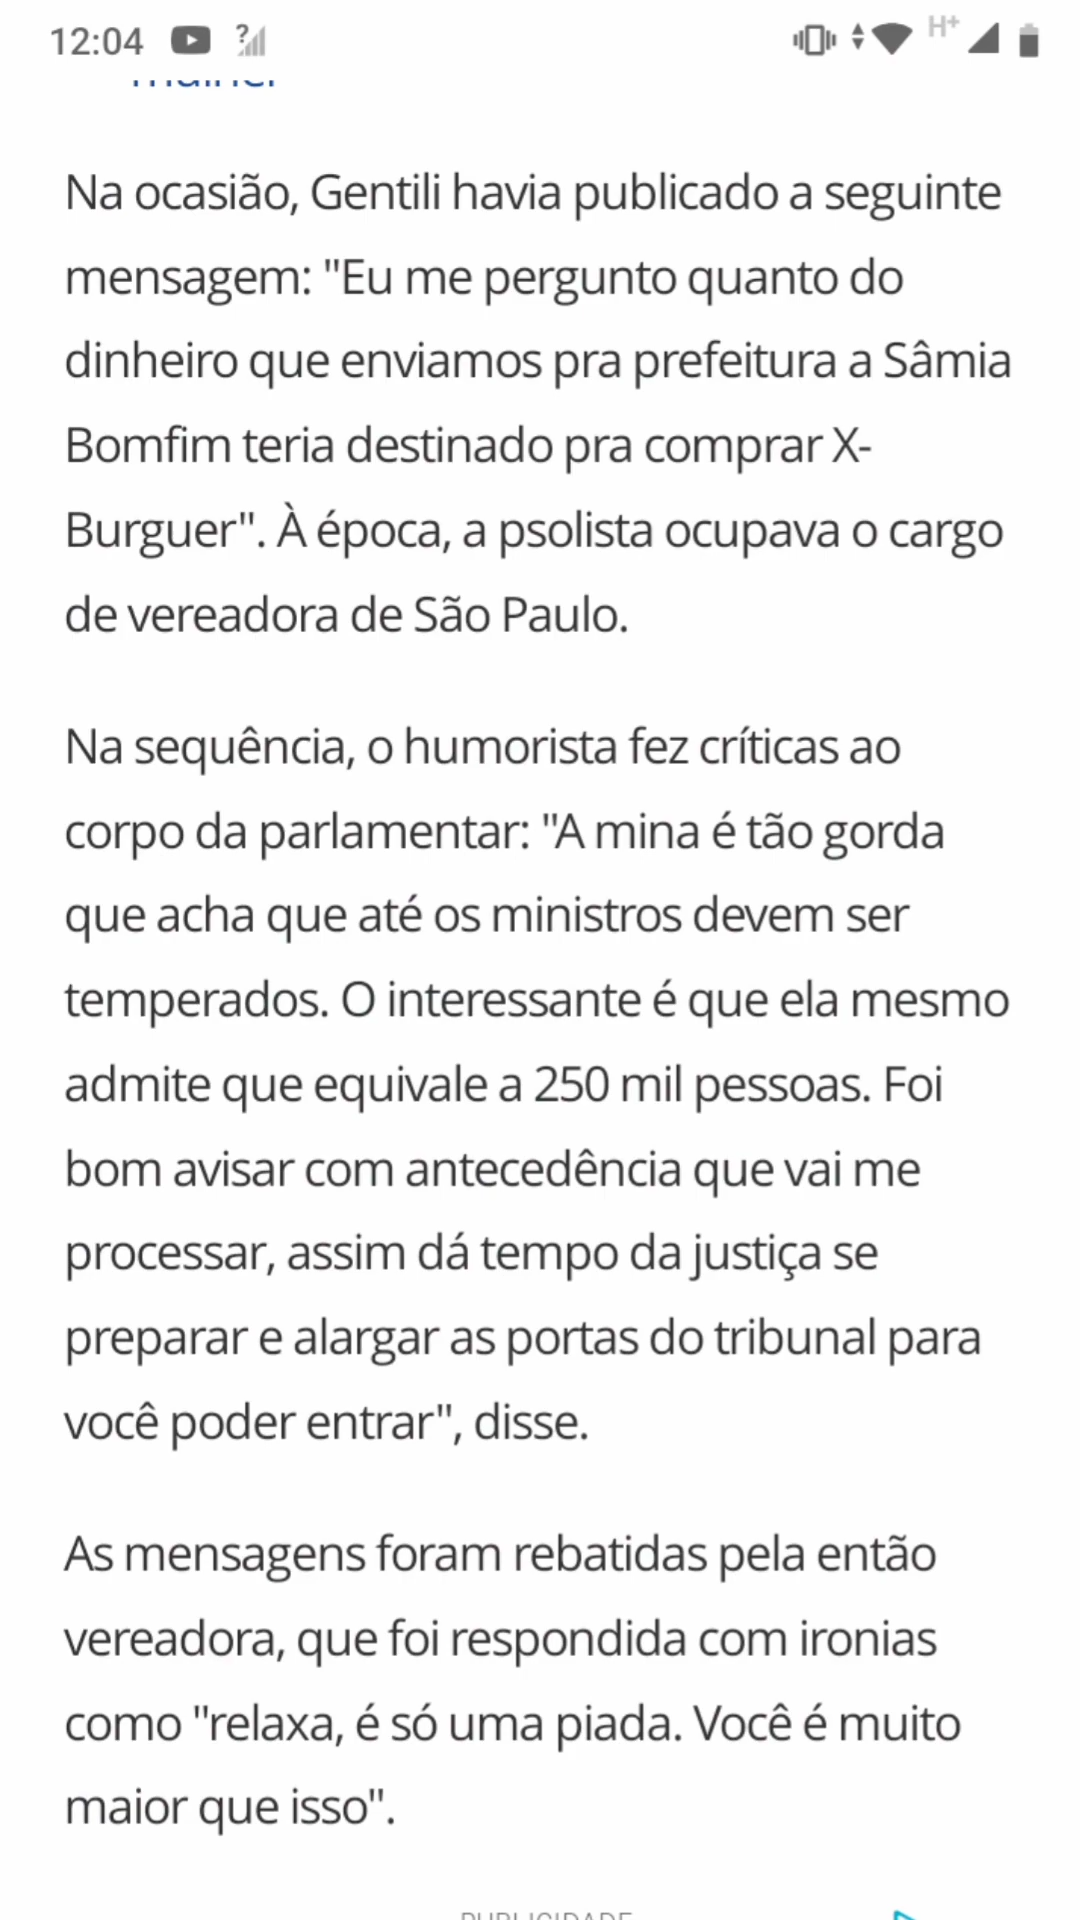 12:04
?
H+
mulher
Na ocasião, Gentili havia publicado a seguinte
mensagem: "Eu me pergunto quanto do
dinheiro que enviamos pra prefeitura a Sâmia
Bomfim teria destinado pra comprar X-
Burguer". À época, a psolista ocupava o cargo
de vereadora de São Paulo.
Na sequência, o humorista fez críticas ao
corpo da parlamentar: "A mina é tão gorda
que acha que até os ministros devem ser
temperados. O interessante é que ela mesmo
admite que equivale a 250 mil pessoas. Foi
bom avisar com antecedência que vai me
processar, assim dá tempo da justiça se
preparar e alargar as portas do tribunal para
você poder entrar", disse.
As mensagens foram rebatidas pela então
vereadora, que foi respondida com ironias
como "relaxa, é só uma piada. Você é muito
maior que isso".
PUBLICIDADE